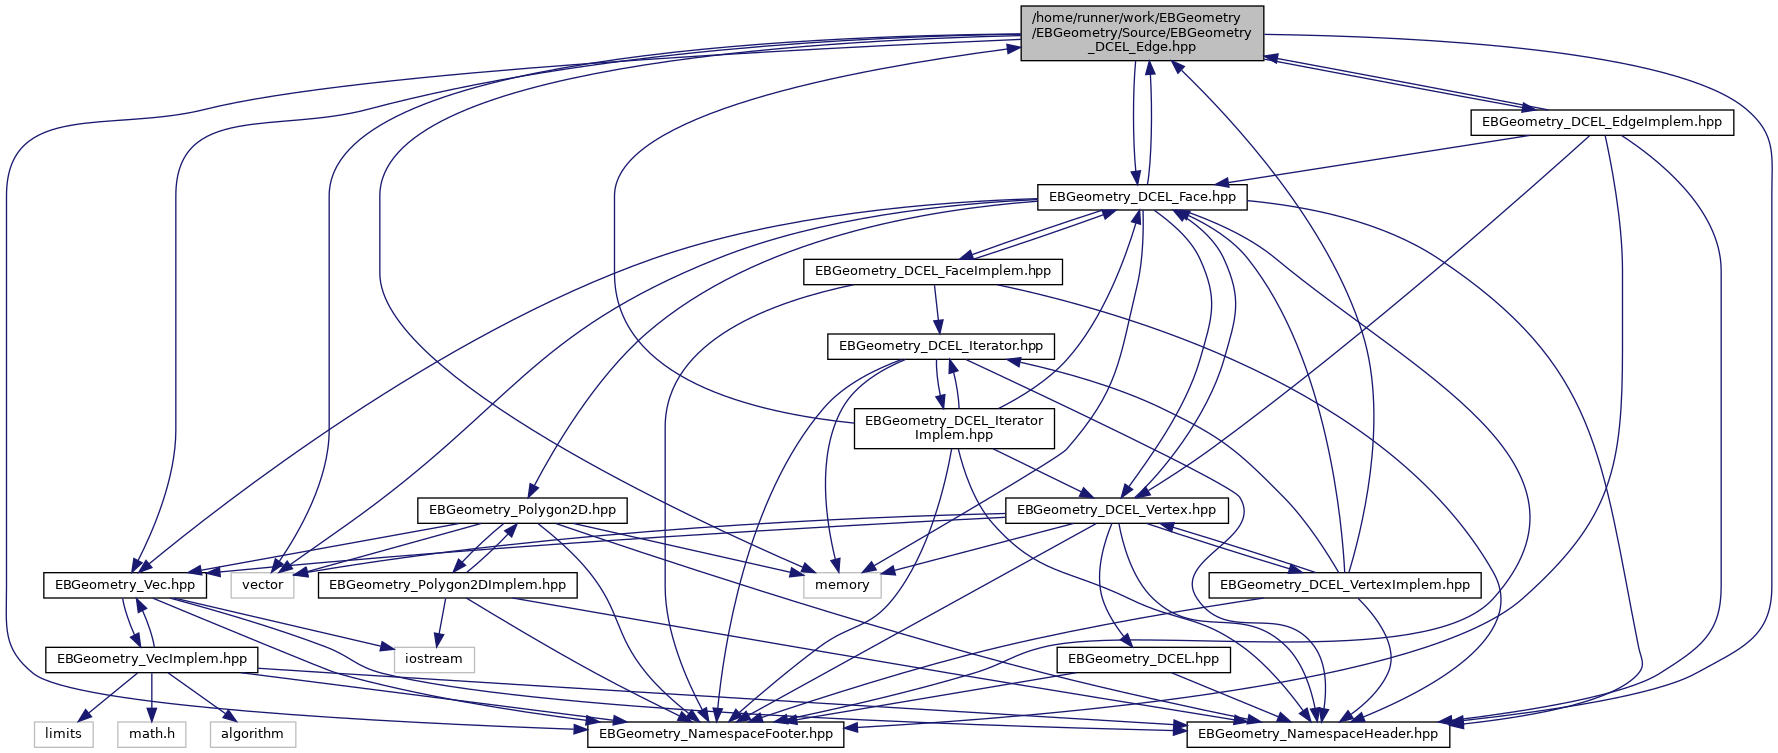 /home/runner/work/EBGeometry
/EBGeometry/Source/EBGeometry
_DCEL_Edge.hpp
EBGeometry_DCEL_EdgeImplem.hpp
EBGeometry_DCEL_Face.hpp
EBGeometry_DCEL_FaceImplem.hpp
EBGeometry_DCEL_Iterator.hpp
EBGeometry_DCEL_Iterator
Implem.hpp
EBGeometry_Polygon2D.hpp
EBGeometry_DCEL_Vertex.hpp
EBGeometry_Vec.hpp
vector
EBGeometry_Polygon2DImplem.hpp
memory
EBGeometry_DCEL_VertexImplem.hpp
EBGeometry_VecImplem.hpp
iostream
EBGeometry_DCEL.hpp
limits
math.h
algorithm
EBGeometry_NamespaceFooter.hpp
EBGeometry_NamespaceHeader.hpp